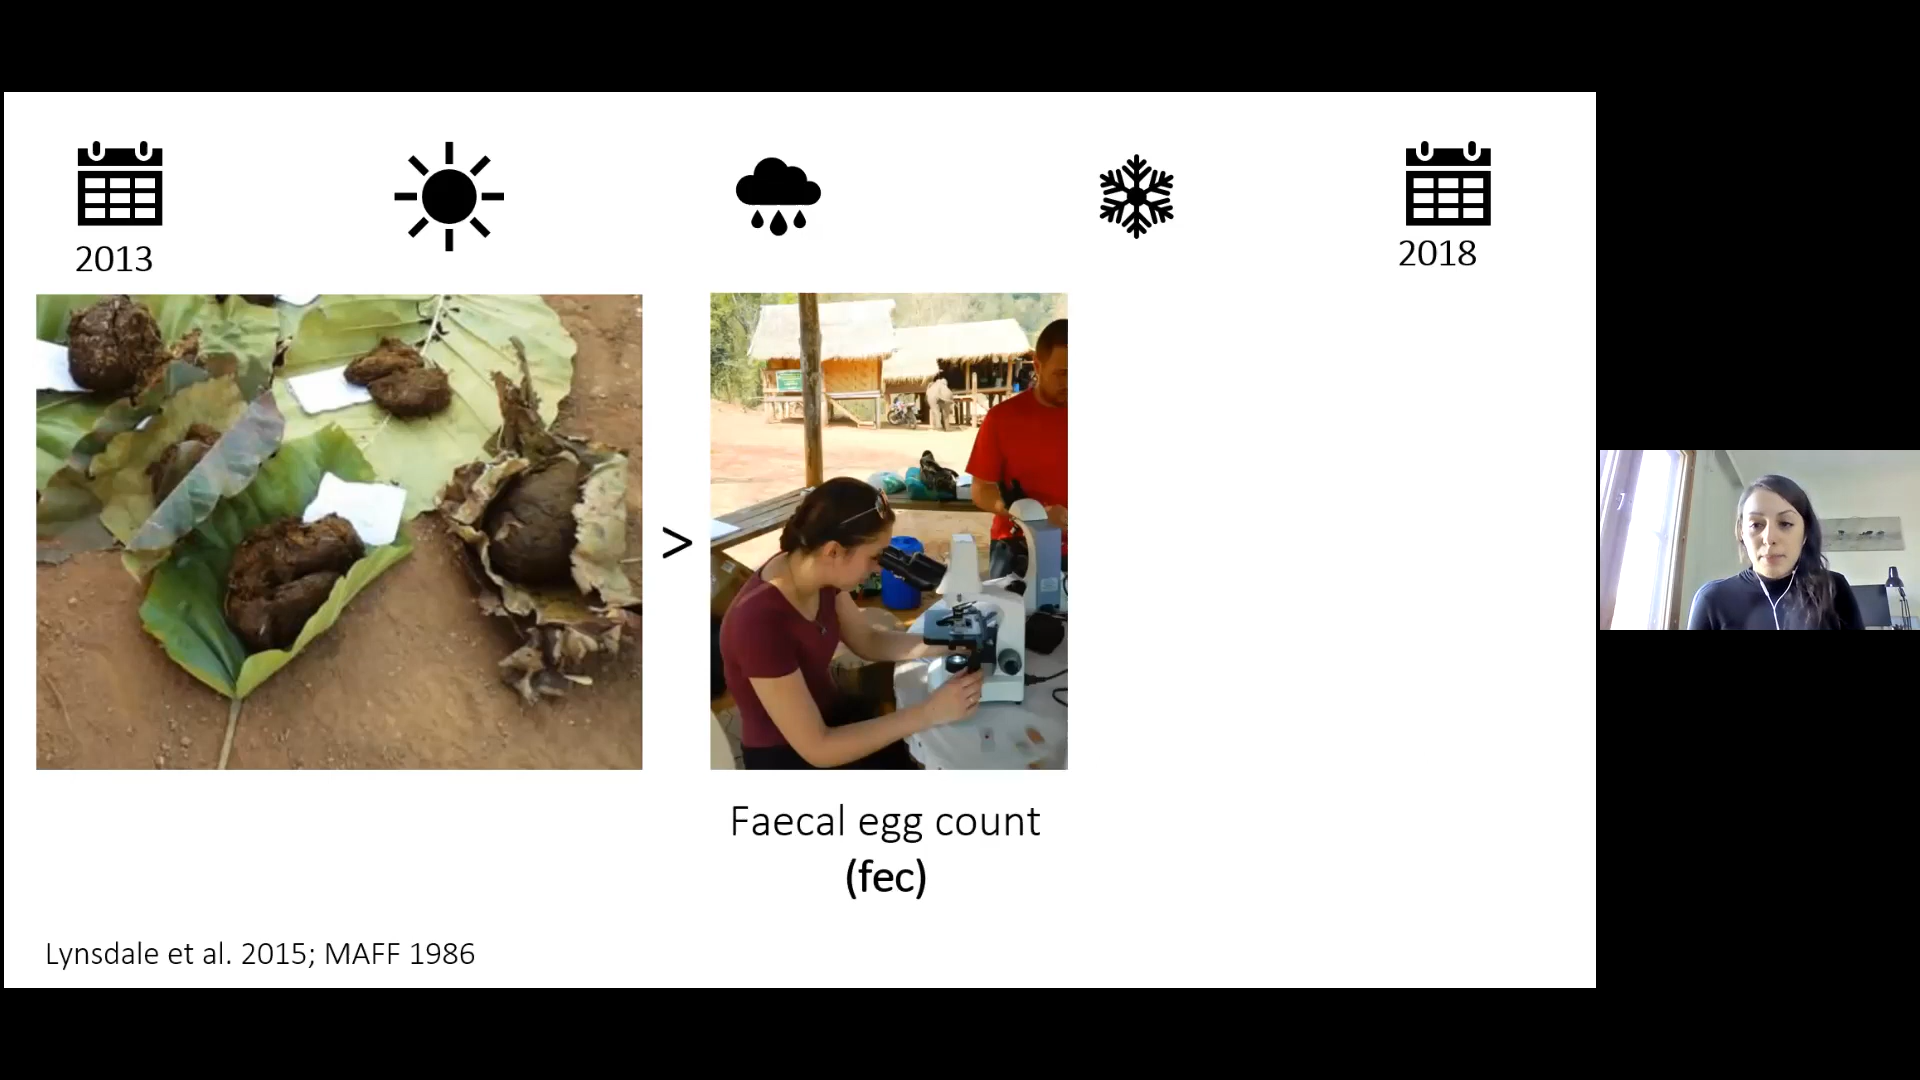 2013
2018
>
Faecal egg count
(fec)
Lynsdale et al. 2015; MAFF 1986